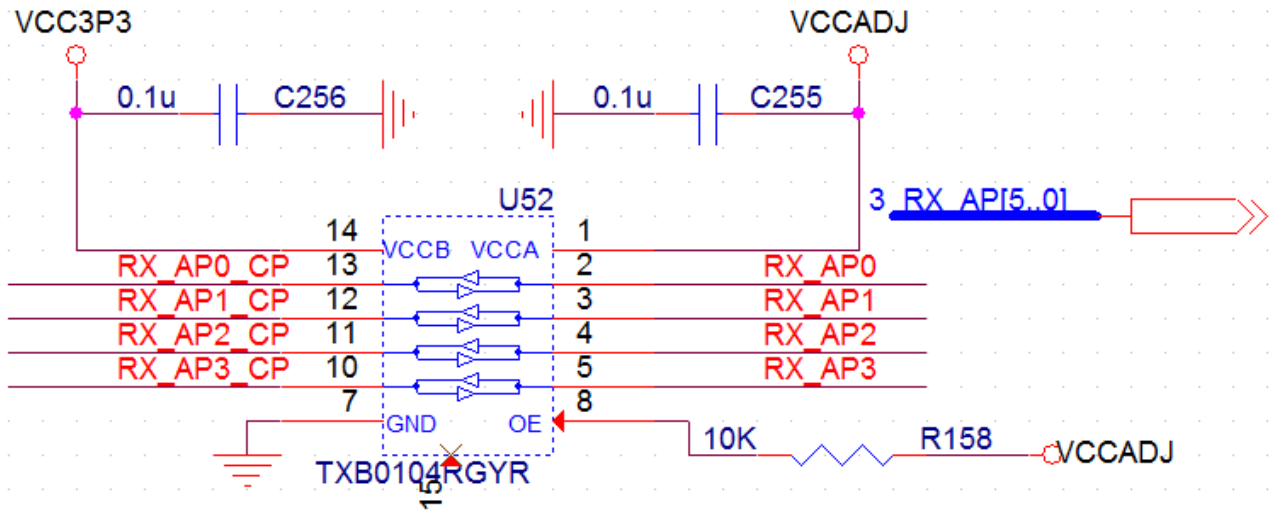 VCC3P3 VCCADJ
0.1u C256 0.1u C255
U52 3 RX_AP[5..0]
14 VCCB VCCA 1
RX_AP0_CP 13 2 RX_AP0
RX_AP1_CP 12 3 RX_AP1
RX_AP2_CP 11 4 RX_AP2
RX_AP3_CP 10 5 RX_AP3
7 GND OE 8
10K R158 VCCADJ
TXB0104RGYR
15